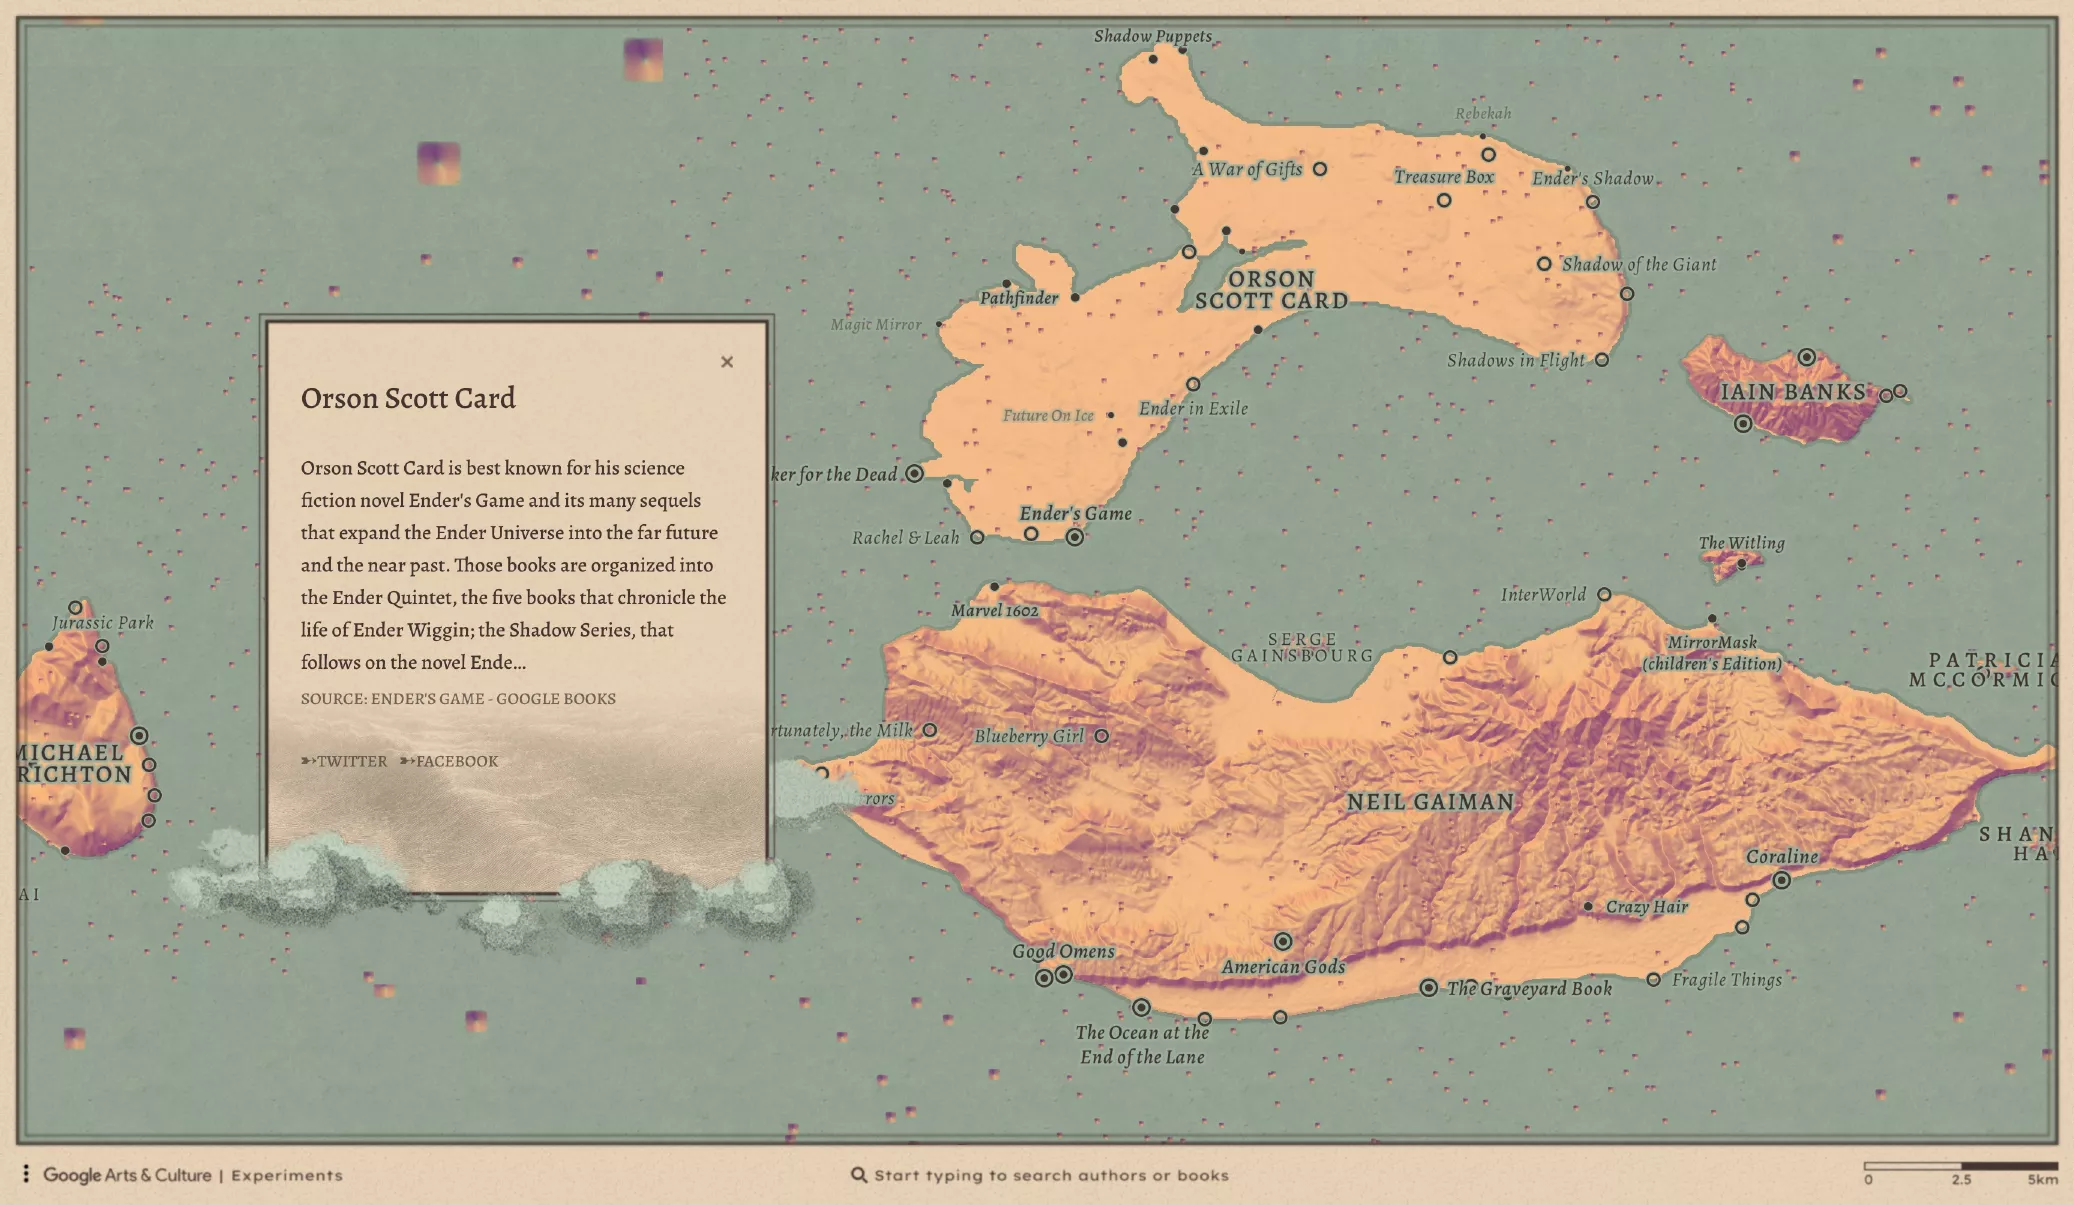 Shadow Puppets
Rebekah
A War of Gifts
Treasure Box
Ender's Shadow
Shadow of the Giant
ORSON
SCOTT CARD
Pathfinder
Magic Mirror
Shadows in Flight
IAIN BANKS
Future On Ice
Ender in Exile
ker for the Dead
Ender's Game
Rachel & Leah
The Witling
InterWorld
Marvel 1602
MirrorMask
(children's Edition)
SERGE
GAINSBOURG
PATRICIA
MCCORMIC
rtunately, the Milk
Blueberry Girl
NEIL GAIMAN
rors
SHAN
HA
Coraline
Crazy Hair
Good Omens
American Gods
The Graveyard Book
Fragile Things
The Ocean at the
End of the Lane
Jurassic Park
MICHAEL
RICHTON
AI
×
Orson Scott Card
Orson Scott Card is best known for his science
fiction novel Ender's Game and its many sequels
that expand the Ender Universe into the far future
and the near past. Those books are organized into
the Ender Quintet, the five books that chronicle the
life of Ender Wiggin; the Shadow Series, that
follows on the novel Ende...
SOURCE: ENDER'S GAME - GOOGLE BOOKS
TWITTER FACEBOOK
Google Arts & Culture | Experiments
Start typing to search authors or books
0 2.5 5km